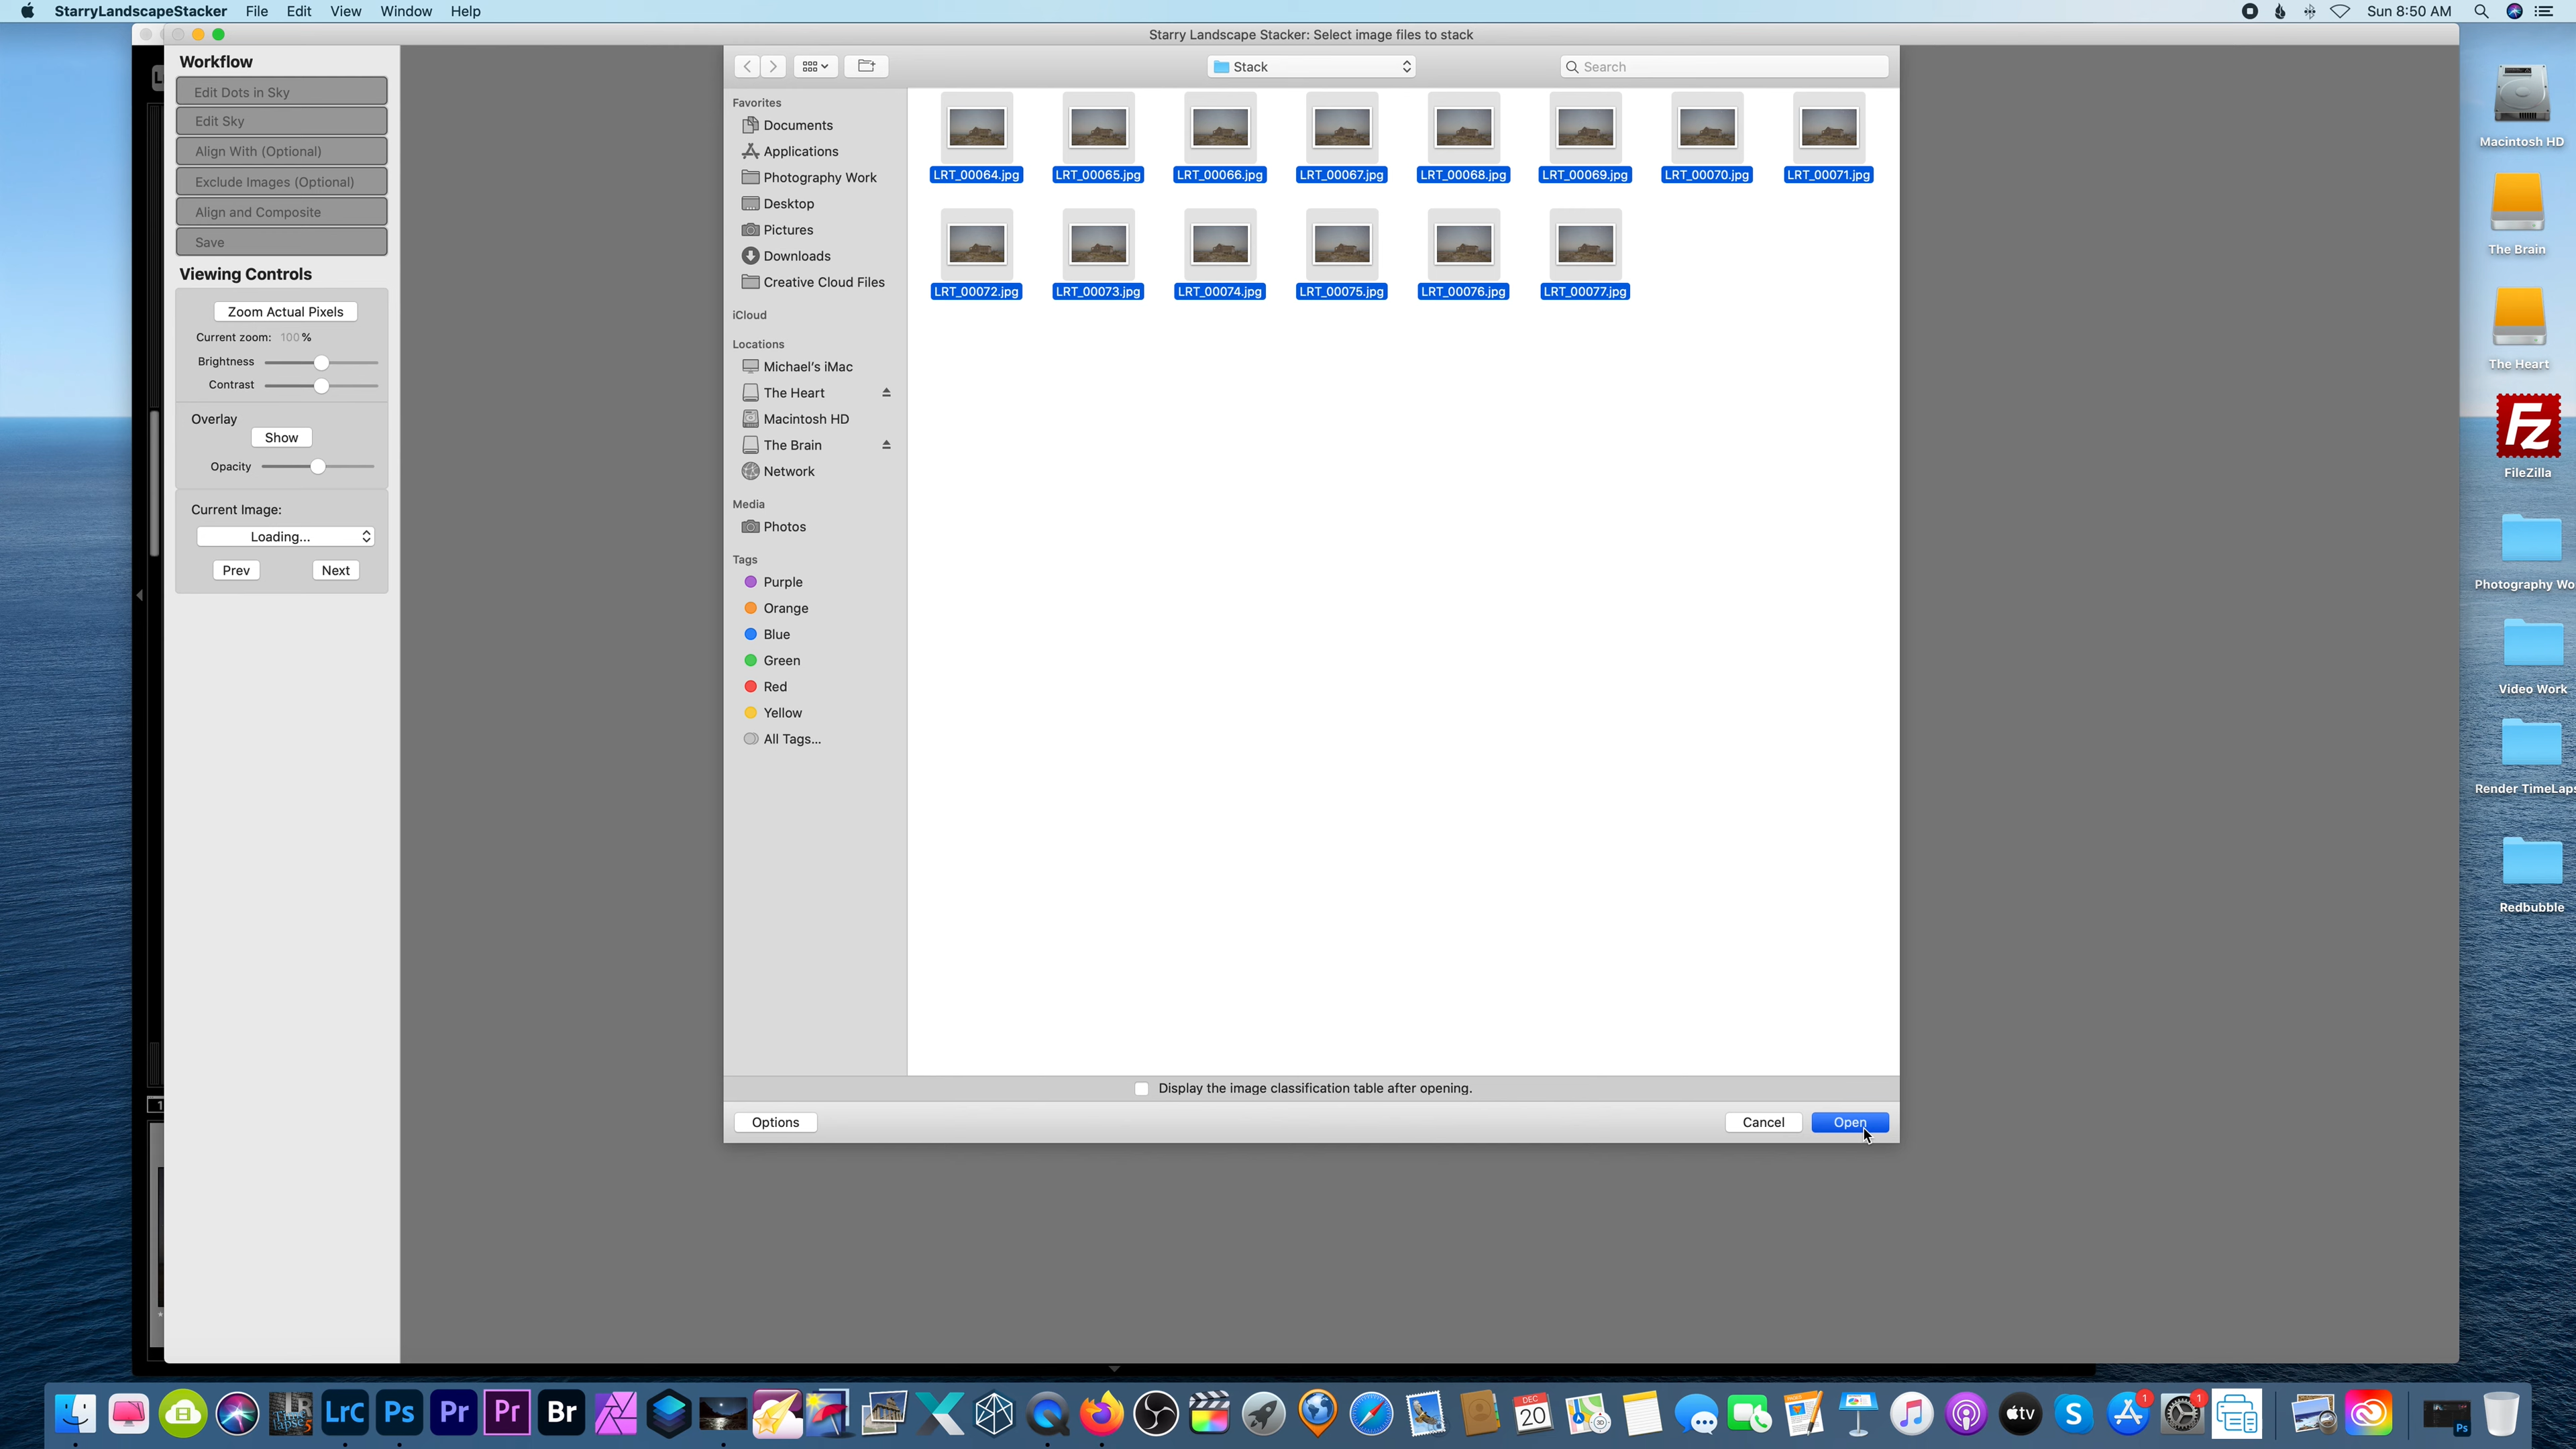 StarryLandscapeStacker File Edit View Window Help
Sun 8:50 AM
Starry Landscape Stacker: Select image files to stack
Workflow
Edit Dots in Sky
Edit Sky
Align With (Optional)
Exclude Images (Optional)
Align and Composite
Save
Viewing Controls
Zoom Actual Pixels
Current zoom: 100%
Brightness
Contrast
Overlay
Show
Opacity
Current Image:
Loading...
Prev Next
Stack
Search
Favorites
Documents
Applications
Photography Work
Desktop
Pictures
Downloads
Creative Cloud Files
iCloud
Locations
Michael's iMac
The Heart
Macintosh HD
The Brain
Network
Media
Photos
Tags
Purple
Orange
Blue
Green
Red
Yellow
All Tags...
LRT_00064.jpg LRT_00065.jpg LRT_00066.jpg LRT_00067.jpg LRT_00068.jpg LRT_00069.jpg LRT_00070.jpg LRT_00071.jpg
LRT_00072.jpg LRT_00073.jpg LRT_00074.jpg LRT_00075.jpg LRT_00076.jpg LRT_00077.jpg
Display the image classification table after opening.
Options Cancel Open
Macintosh HD
The Brain
The Heart
Fz
FileZilla
Photography Wo
Video Work
Render TimeLaps
Redbubble
LrC Ps Pr Pr Br
DEC
20
tv
S
1
1
Ps